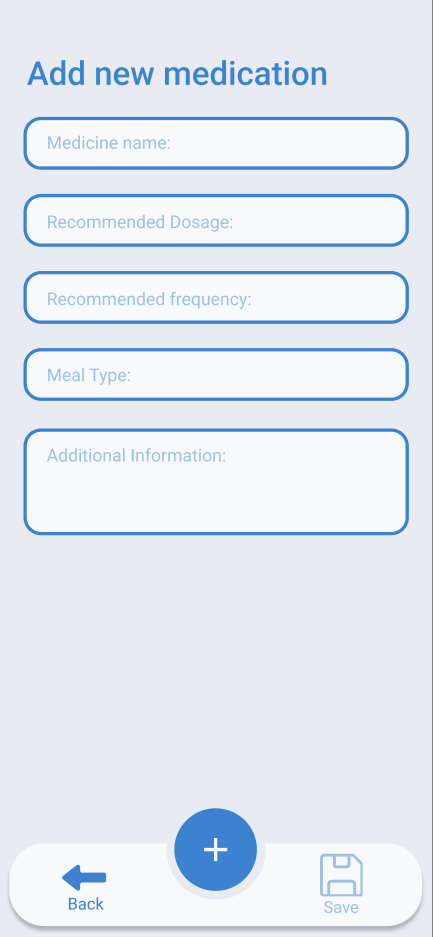 Add new medication
Medicine name:
Recommended Dosage:
Recommended frequency:
Meal Type:
Additional Information:
+
Back
Save